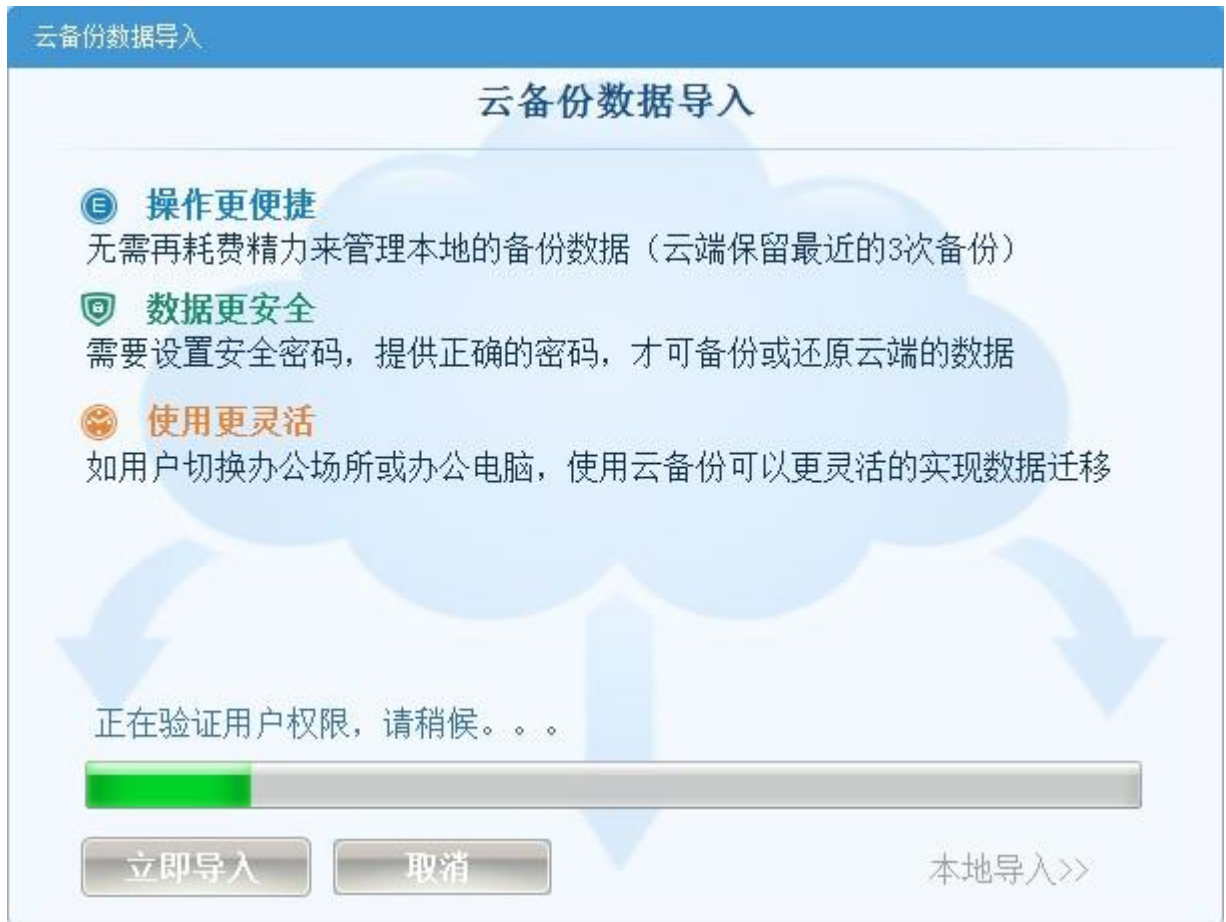 云备份数据导入
云备份数据导入
操作更便捷
无需再耗费精力来管理本地的备份数据（云端保留最近的3次备份）
数据更安全
需要设置安全密码，提供正确的密码，才可备份或还原云端的数据
使用更灵活
如用户切换办公场所或办公电脑，使用云备份可以更灵活的实现数据迁移
正在验证用户权限，请稍候。。。
立即导入 取消 本地导入>>